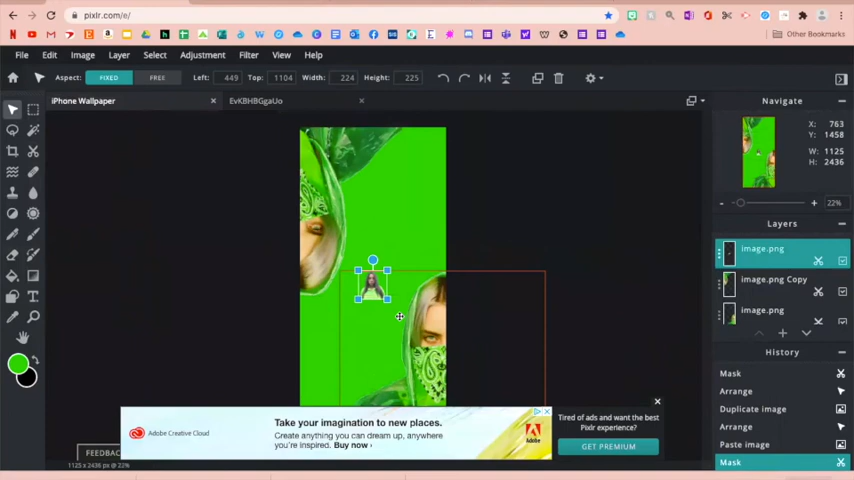 pixlr.com/e/
Other Bookmarks
File Edit Image Layer Select Adjustment Filter View Help
Aspect: FIXED FREE Left: 449 Top: 1104 Width: 224 Height: 225
iPhone Wallpaper
EvKBHBGgaUo
Navigate
X: 763
Y: 1458
W: 1125
H: 2436
22%
Layers
image.png
image.png Copy
image.png
History
Mask
Arrange
Duplicate image
Arrange
Paste image
Mask
Adobe Creative Cloud
Take your imagination to new places.
Create anything you can dream up, anywhere
you're inspired. Buy now ›
Adobe
Tired of ads and want the best
Pixlr experience?
GET PREMIUM
FEEDBAC
1125 x 2436 px @ 22%